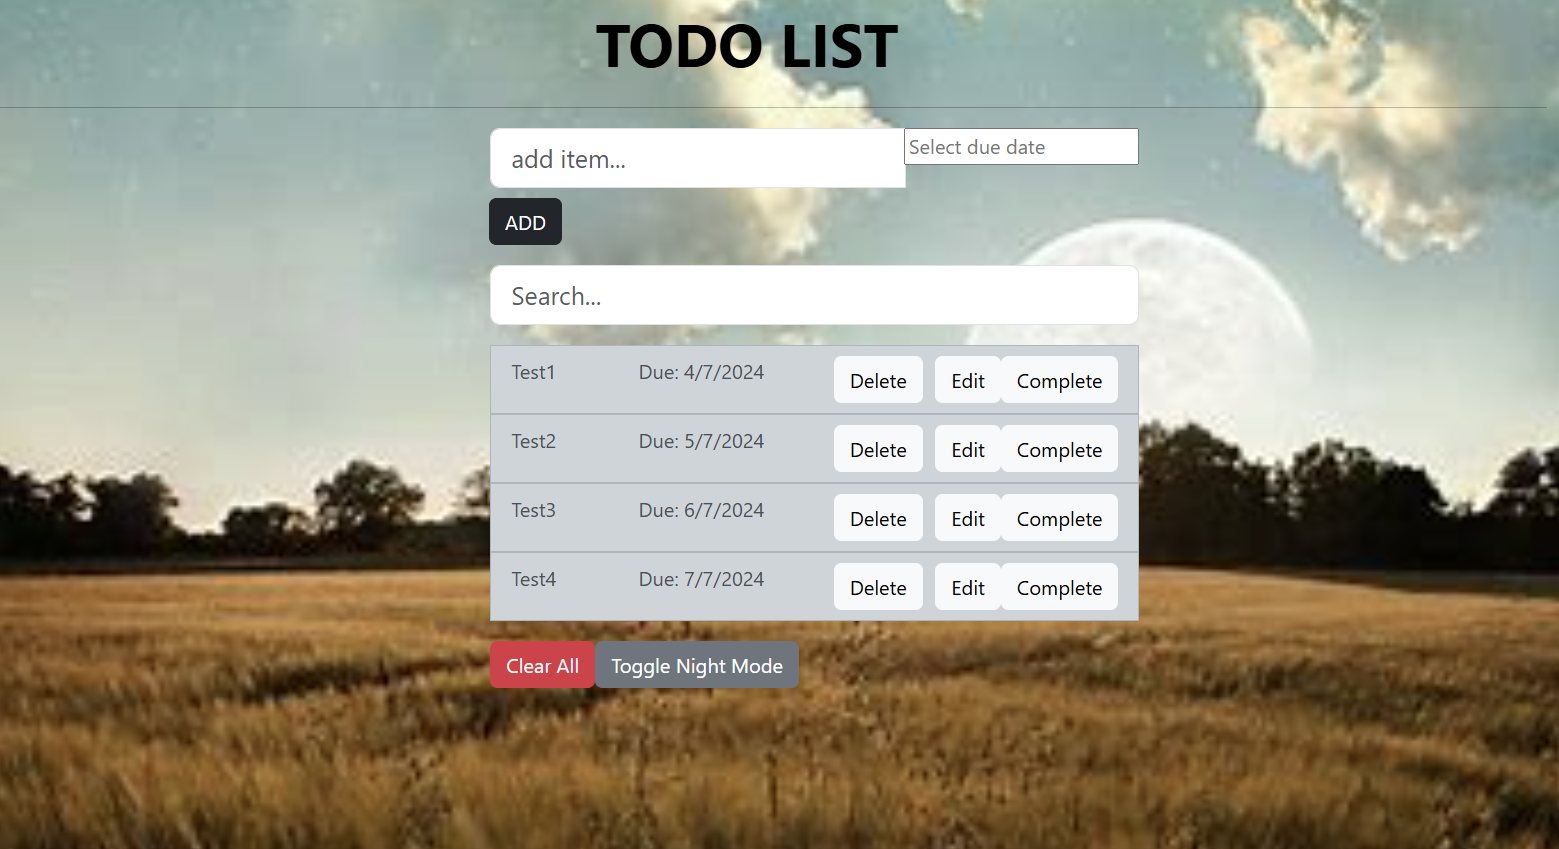 TODO LIST
add item...
Select due date
ADD
Search...
Test1 Due: 4/7/2024 Delete Edit Complete
Test2 Due: 5/7/2024 Delete Edit Complete
Test3 Due: 6/7/2024 Delete Edit Complete
Test4 Due: 7/7/2024 Delete Edit Complete
Clear All Toggle Night Mode